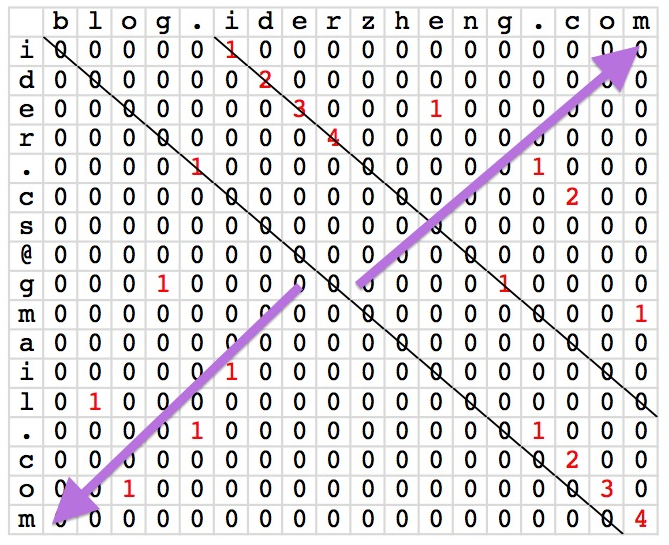 b l o g . i d e r z h e n g . c o m
i 0 0 0 0 0 1 0 0 0 0 0 0 0 0 0 0 0 0
d 0 0 0 0 0 0 2 0 0 0 0 0 0 0 0 0 0 0
e 0 0 0 0 0 0 0 3 0 0 0 1 0 0 0 0 0 0
r 0 0 0 0 0 0 0 0 4 0 0 0 0 0 0 0 0 0
. 0 0 0 0 1 0 0 0 0 0 0 0 0 0 1 0 0 0
c 0 0 0 0 0 0 0 0 0 0 0 0 0 0 0 2 0 0
s 0 0 0 0 0 0 0 0 0 0 0 0 0 0 0 0 0 0
@ 0 0 0 0 0 0 0 0 0 0 0 0 0 0 0 0 0 0
g 0 0 0 1 0 0 0 0 0 0 0 0 0 1 0 0 0 0
m 0 0 0 0 0 0 0 0 0 0 0 0 0 0 0 0 0 1
a 0 0 0 0 0 0 0 0 0 0 0 0 0 0 0 0 0 0
i 0 0 0 0 0 1 0 0 0 0 0 0 0 0 0 0 0 0
l 0 1 0 0 0 0 0 0 0 0 0 0 0 0 0 0 0 0
. 0 0 0 0 1 0 0 0 0 0 0 0 0 0 1 0 0 0
c 0 0 0 0 0 0 0 0 0 0 0 0 0 0 0 2 0 0
o 0 0 1 0 0 0 0 0 0 0 0 0 0 0 0 0 3 0
m 0 0 0 0 0 0 0 0 0 0 0 0 0 0 0 0 0 4